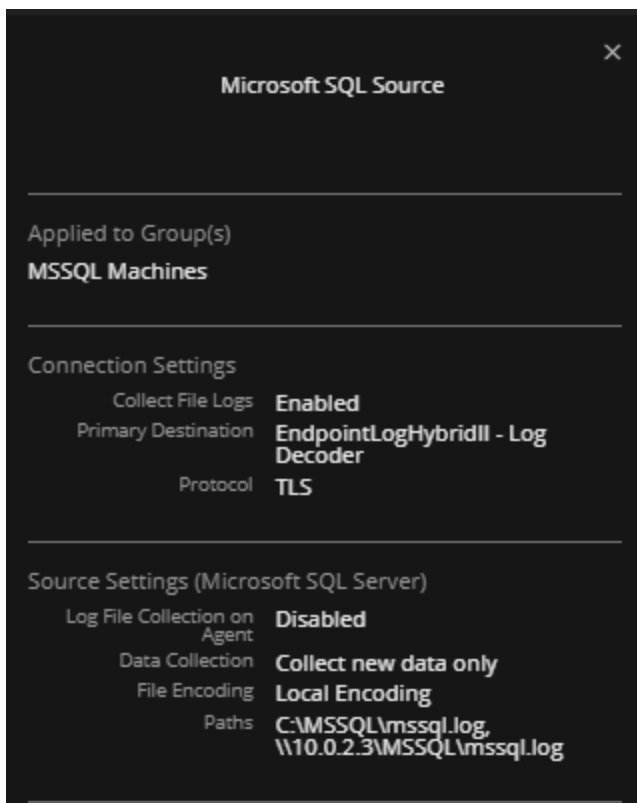 ×
Microsoft SQL Source
Applied to Group(s)
MSSQL Machines
Connection Settings
Collect File Logs Enabled
Primary Destination EndpointLogHybridII - Log
Decoder
Protocol TLS
Source Settings (Microsoft SQL Server)
Log File Collection on
Agent Disabled
Data Collection Collect new data only
File Encoding Local Encoding
Paths C:\MSSQL\mssql.log,
\\10.0.2.3\MSSQL\mssql.log